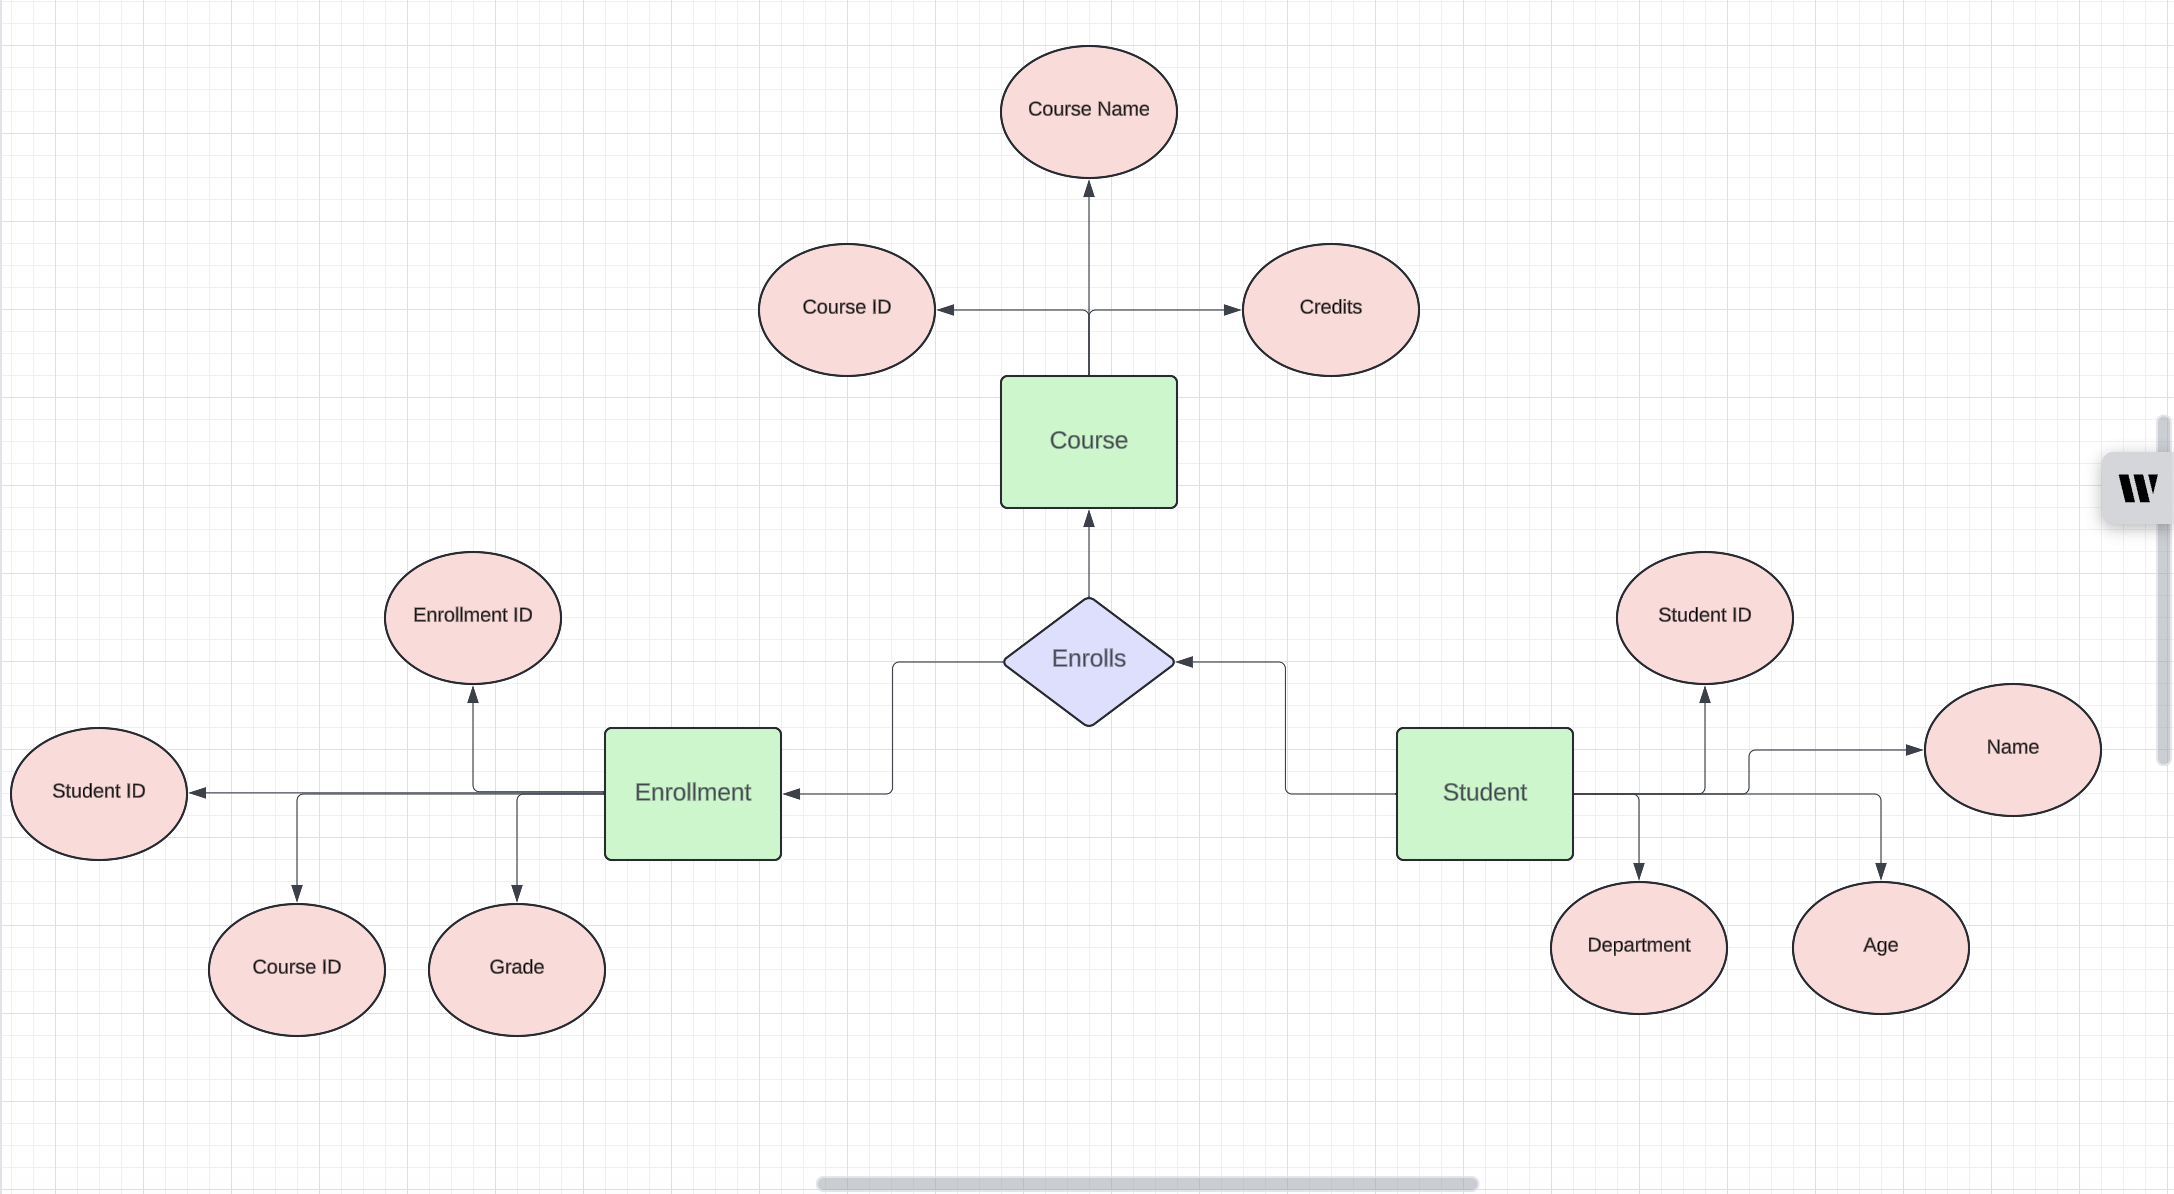 Course Name
Course ID
Credits
Course
Enrollment ID
Enrolls
Student ID
Student ID
Enrollment
Student
Name
Course ID
Grade
Department
Age